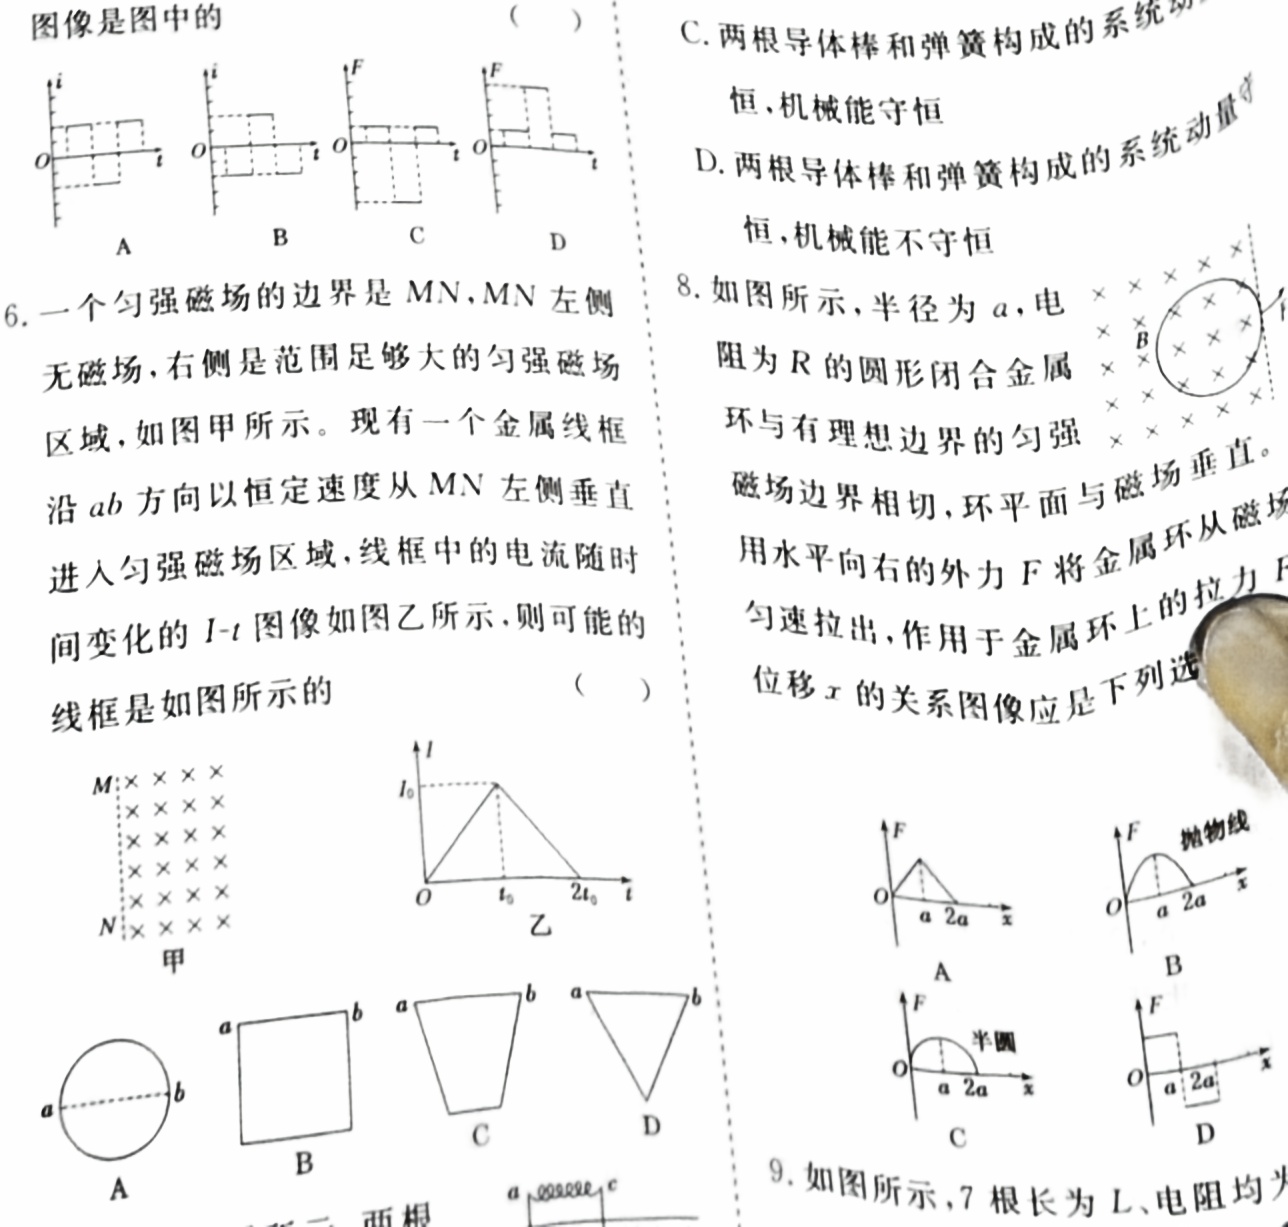 图像是图中的 ( )
i
i
F
F
O t
O t
O t
O t
A
B
C
D
6. 一个匀强磁场的边界是 MN,MN 左侧
无磁场,右侧是范围足够大的匀强磁场
区域,如图甲所示。现有一个金属线框
沿 ab 方向以恒定速度从 MN 左侧垂直
进入匀强磁场区域,线框中的电流随时
间变化的 I-t 图像如图乙所示,则可能的
线框是如图所示的 ( )
M
N
甲
I
I₀
O t₀ 2t₀ t
乙
a b
A
a b
B
a b
C
a b
D
两根
a c
C. 两根导体棒和弹簧构成的系统动
恒,机械能守恒
D. 两根导体棒和弹簧构成的系统动量守
恒,机械能不守恒
8. 如图所示,半径为 a,电
阻为 R 的圆形闭合金属
环与有理想边界的匀强
磁场边界相切,环平面与磁场垂直。
用水平向右的外力 F 将金属环从磁场
匀速拉出,作用于金属环上的拉力 F
位移 x 的关系图像应是下列选
B
F
O a 2a x
A
F 抛物线
O a 2a x
B
F 半圆
O a 2a x
C
F
O a 2a x
D
9. 如图所示,7 根长为 L、电阻均为